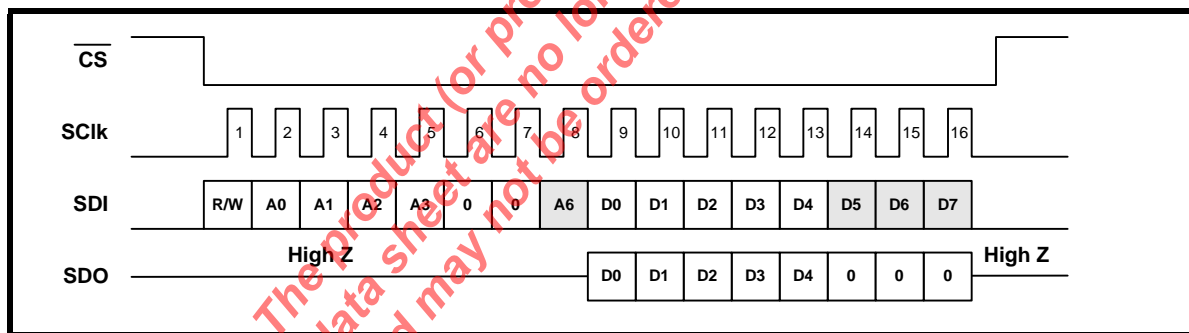 CS
SClk 1 2 3 4 5 6 7 8 9 10 11 12 13 14 15 16
SDI R/W A0 A1 A2 A3 0 0 A6 D0 D1 D2 D3 D4 D5 D6 D7
High Z High Z
SDO D0 D1 D2 D3 D4 0 0 0
The product (or pro
data sheet are no lon
d may not be ordere